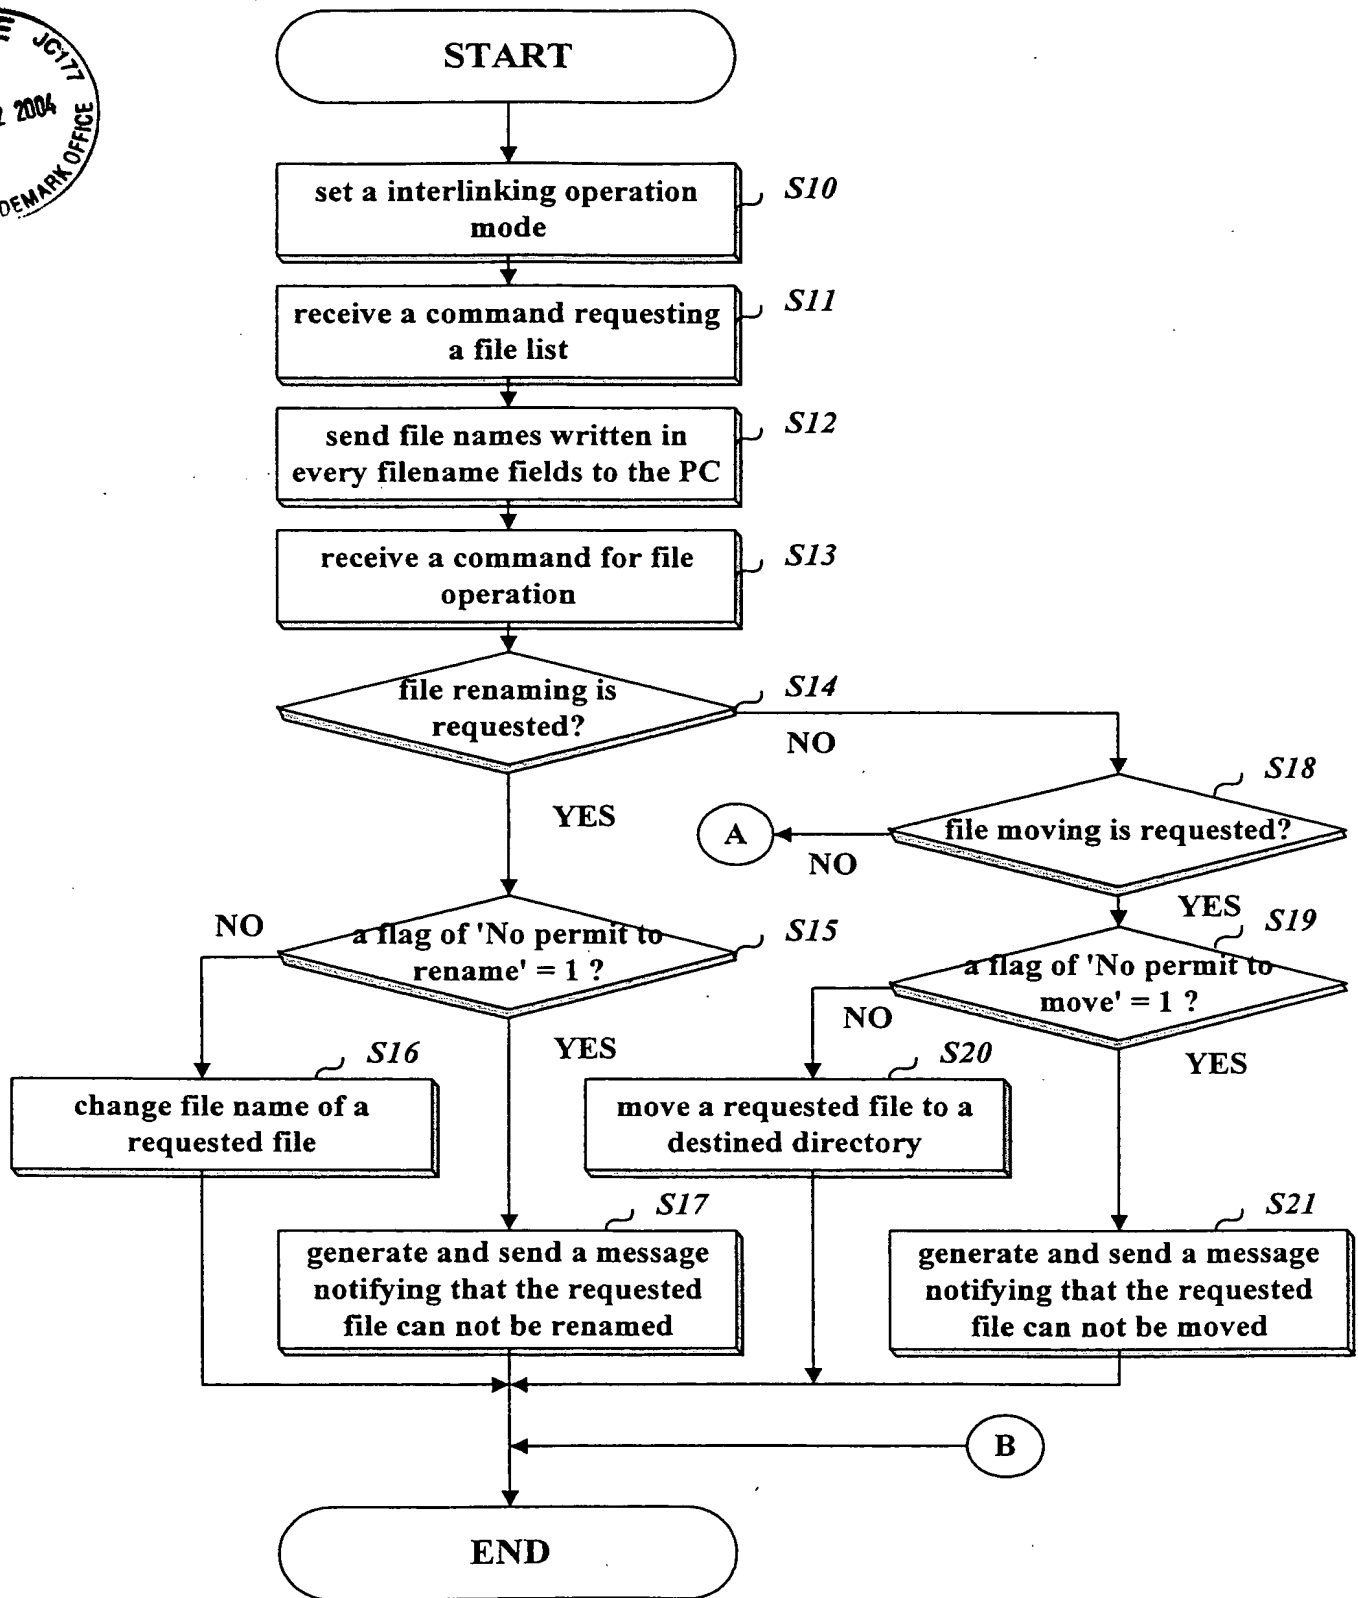 JC177
2004
DEMARK OFFICE
START
set a interlinking operation
mode
S10
receive a command requesting
a file list
S11
send file names written in
every filename fields to the PC
S12
receive a command for file
operation
S13
file renaming is
requested?
S14
NO
YES
file moving is requested?
S18
A
NO
YES
a flag of 'No permit to
rename' = 1 ?
S15
NO
YES
a flag of 'No permit to
move' = 1 ?
S19
NO
YES
change file name of a
requested file
S16
move a requested file to a
destined directory
S20
generate and send a message
notifying that the requested
file can not be renamed
S17
generate and send a message
notifying that the requested
file can not be moved
S21
B
END